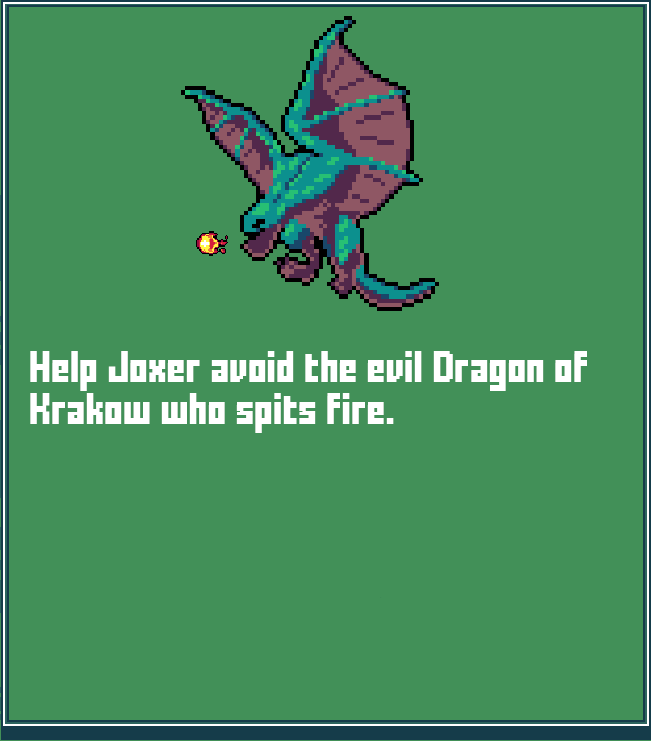 Help Joxer avoid the evil Dragon of
Krakow who spits fire.